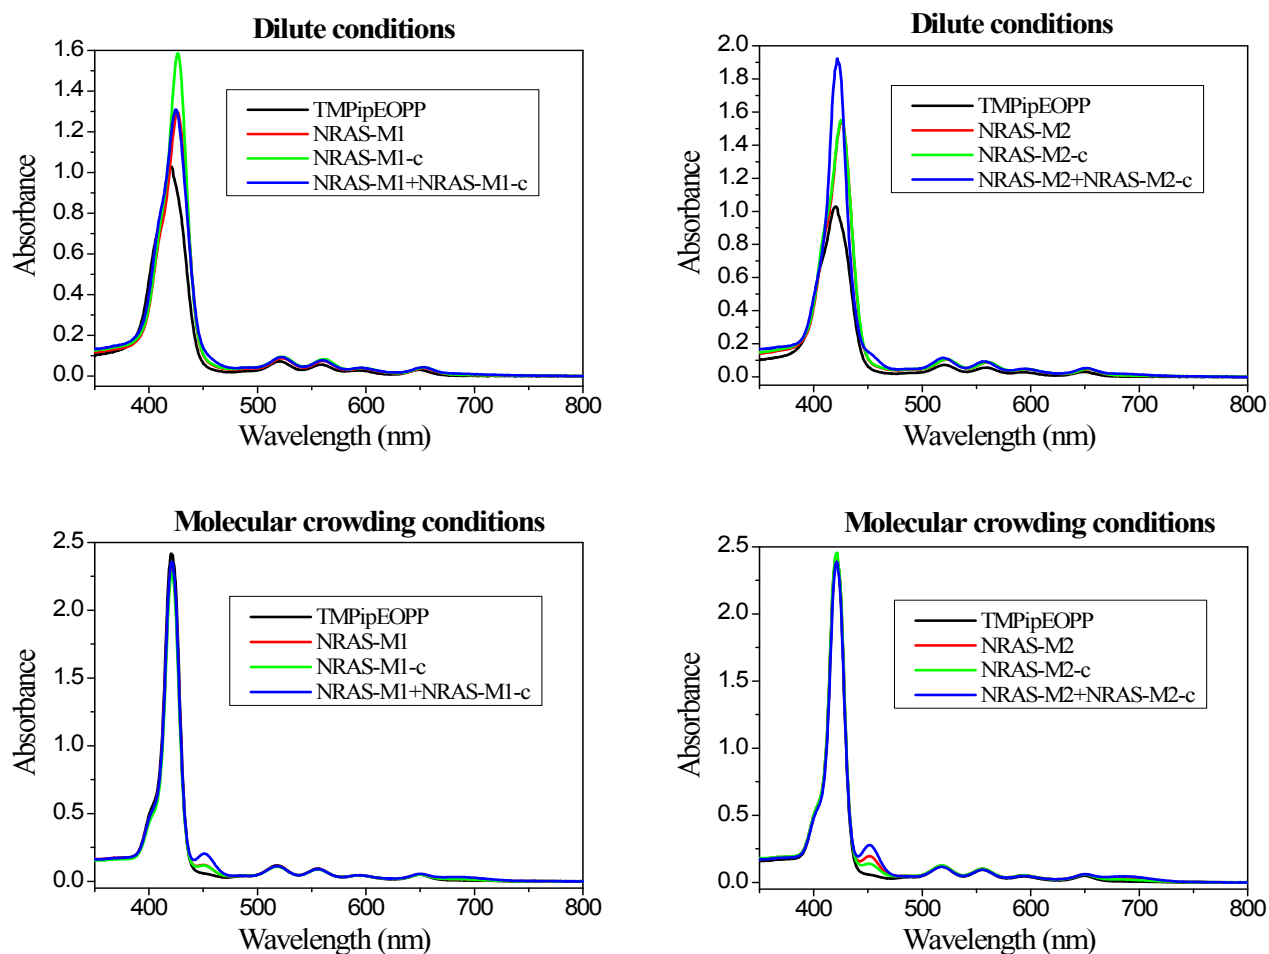 Dilute conditions
1.6
1.4
1.2
1.0
0.8
0.6
0.4
0.2
0.0
Absorbance
TMPipEOPP
NRAS-M1
NRAS-M1-c
NRAS-M1+NRAS-M1-c
400 500 600 700 800
Wavelength (nm)
Dilute conditions
2.0
1.8
1.6
1.4
1.2
1.0
0.8
0.6
0.4
0.2
0.0
Absorbance
TMPipEOPP
NRAS-M2
NRAS-M2-c
NRAS-M2+NRAS-M2-c
400 500 600 700 800
Wavelength (nm)
Molecular crowding conditions
2.5
2.0
1.5
1.0
0.5
0.0
Absorbance
TMPipEOPP
NRAS-M1
NRAS-M1-c
NRAS-M1+NRAS-M1-c
400 500 600 700 800
Wavelength (nm)
Molecular crowding conditions
2.5
2.0
1.5
1.0
0.5
0.0
Absorbance
TMPipEOPP
NRAS-M2
NRAS-M2-c
NRAS-M2+NRAS-M2-c
400 500 600 700 800
Wavelength (nm)